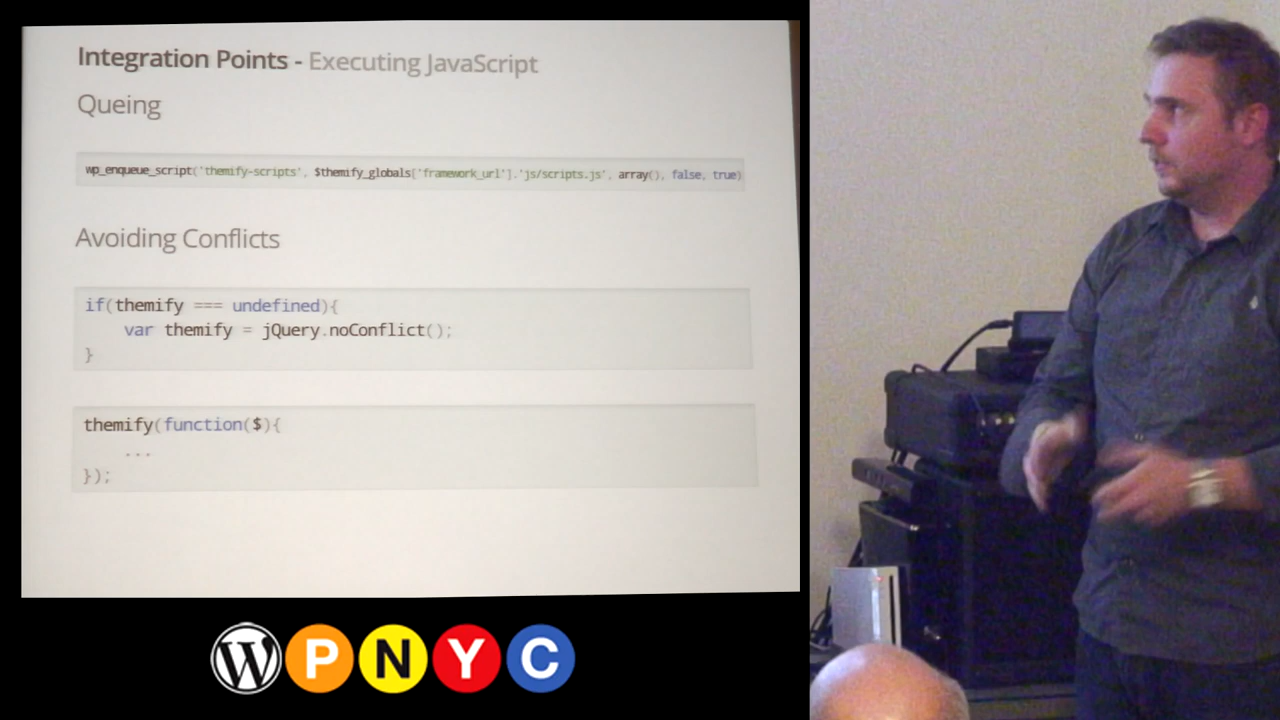 Integration Points - Executing JavaScript
Queing
wp_enqueue_script('themify-scripts', $themify_globals['framework_url'].'js/scripts.js', array(), false, true)
Avoiding Conflicts
if(themify === undefined){
var themify = jQuery.noConflict();
}
themify(function($){
...
});
W P N Y C